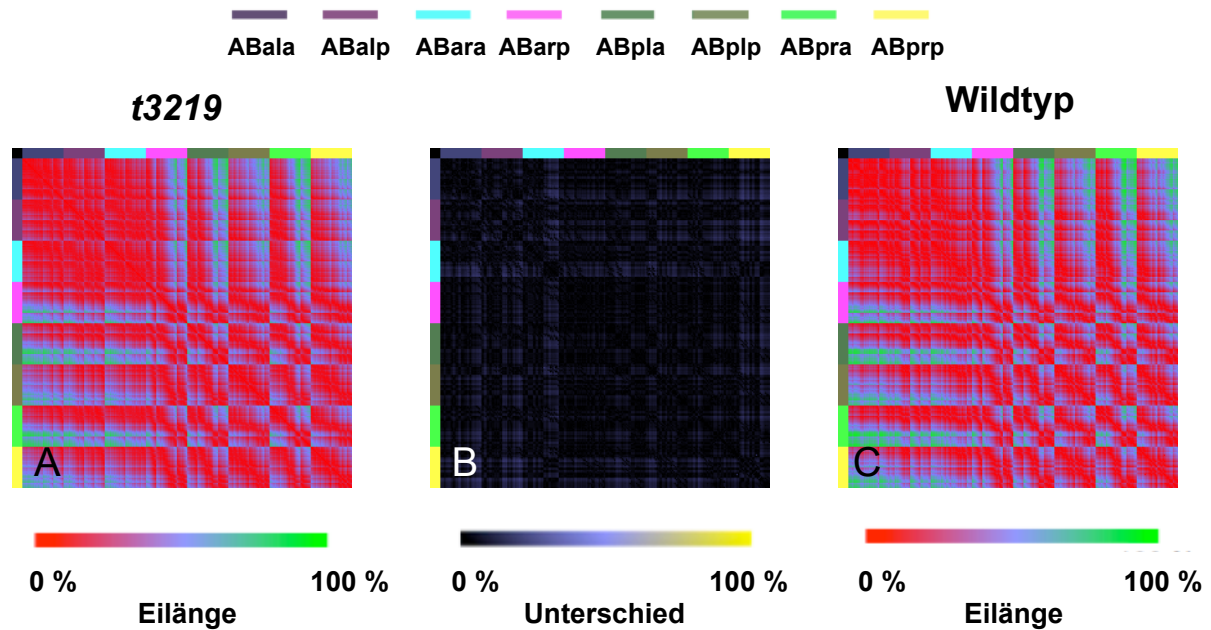 ABala ABalp ABara ABarp ABpla ABplp ABpra ABprp
t3219
Wildtyp
A
B
C
0 % 100 %
Eilänge
0 % 100 %
Unterschied
0 % 100 %
Eilänge